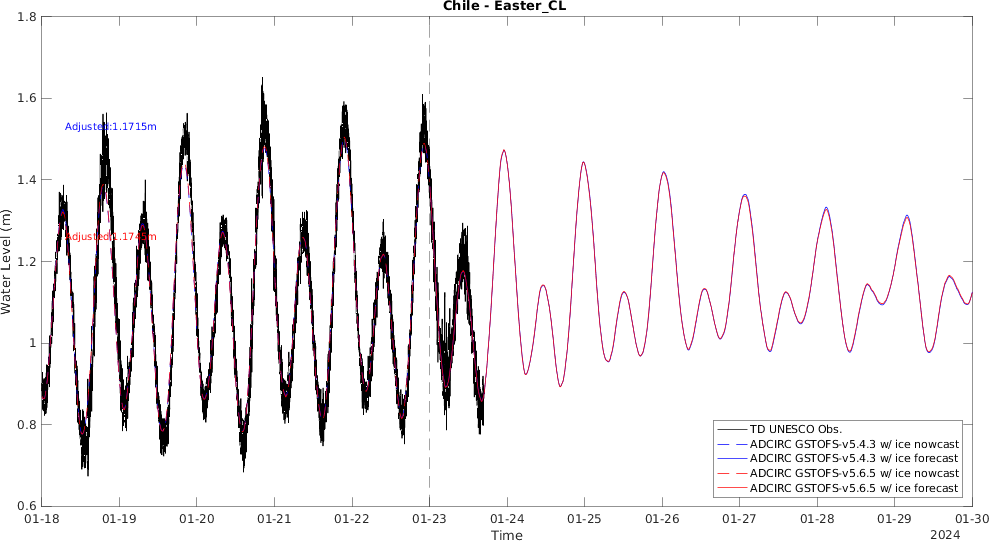 Chile - Easter_CL
1.8
1.6
1.4
1.2
1
0.8
0.6
Water Level (m)
Adjusted:1.1715m
Adjusted:1.1745m
TD UNESCO Obs.
ADCIRC GSTOFS-v5.4.3 w/ ice nowcast
ADCIRC GSTOFS-v5.4.3 w/ ice forecast
ADCIRC GSTOFS-v5.6.5 w/ ice nowcast
ADCIRC GSTOFS-v5.6.5 w/ ice forecast
01-18 01-19 01-20 01-21 01-22 01-23 01-24 01-25 01-26 01-27 01-28 01-29 01-30
Time
2024